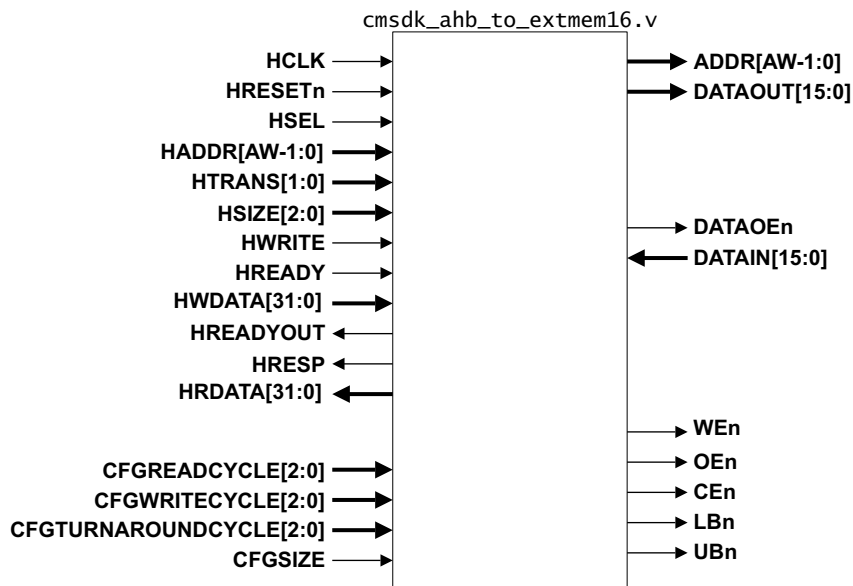 cmsdk_ahb_to_extmem16.v
HCLK
HRESETn
HSEL
HADDR[AW-1:0]
HTRANS[1:0]
HSIZE[2:0]
HWRITE
HREADY
HWDATA[31:0]
HREADYOUT
HRESP
HRDATA[31:0]
CFGREADCYCLE[2:0]
CFGWRITECYCLE[2:0]
CFGTURNAROUNDCYCLE[2:0]
CFGSIZE
ADDR[AW-1:0]
DATAOUT[15:0]
DATAOEn
DATAIN[15:0]
WEn
OEn
CEn
LBn
UBn